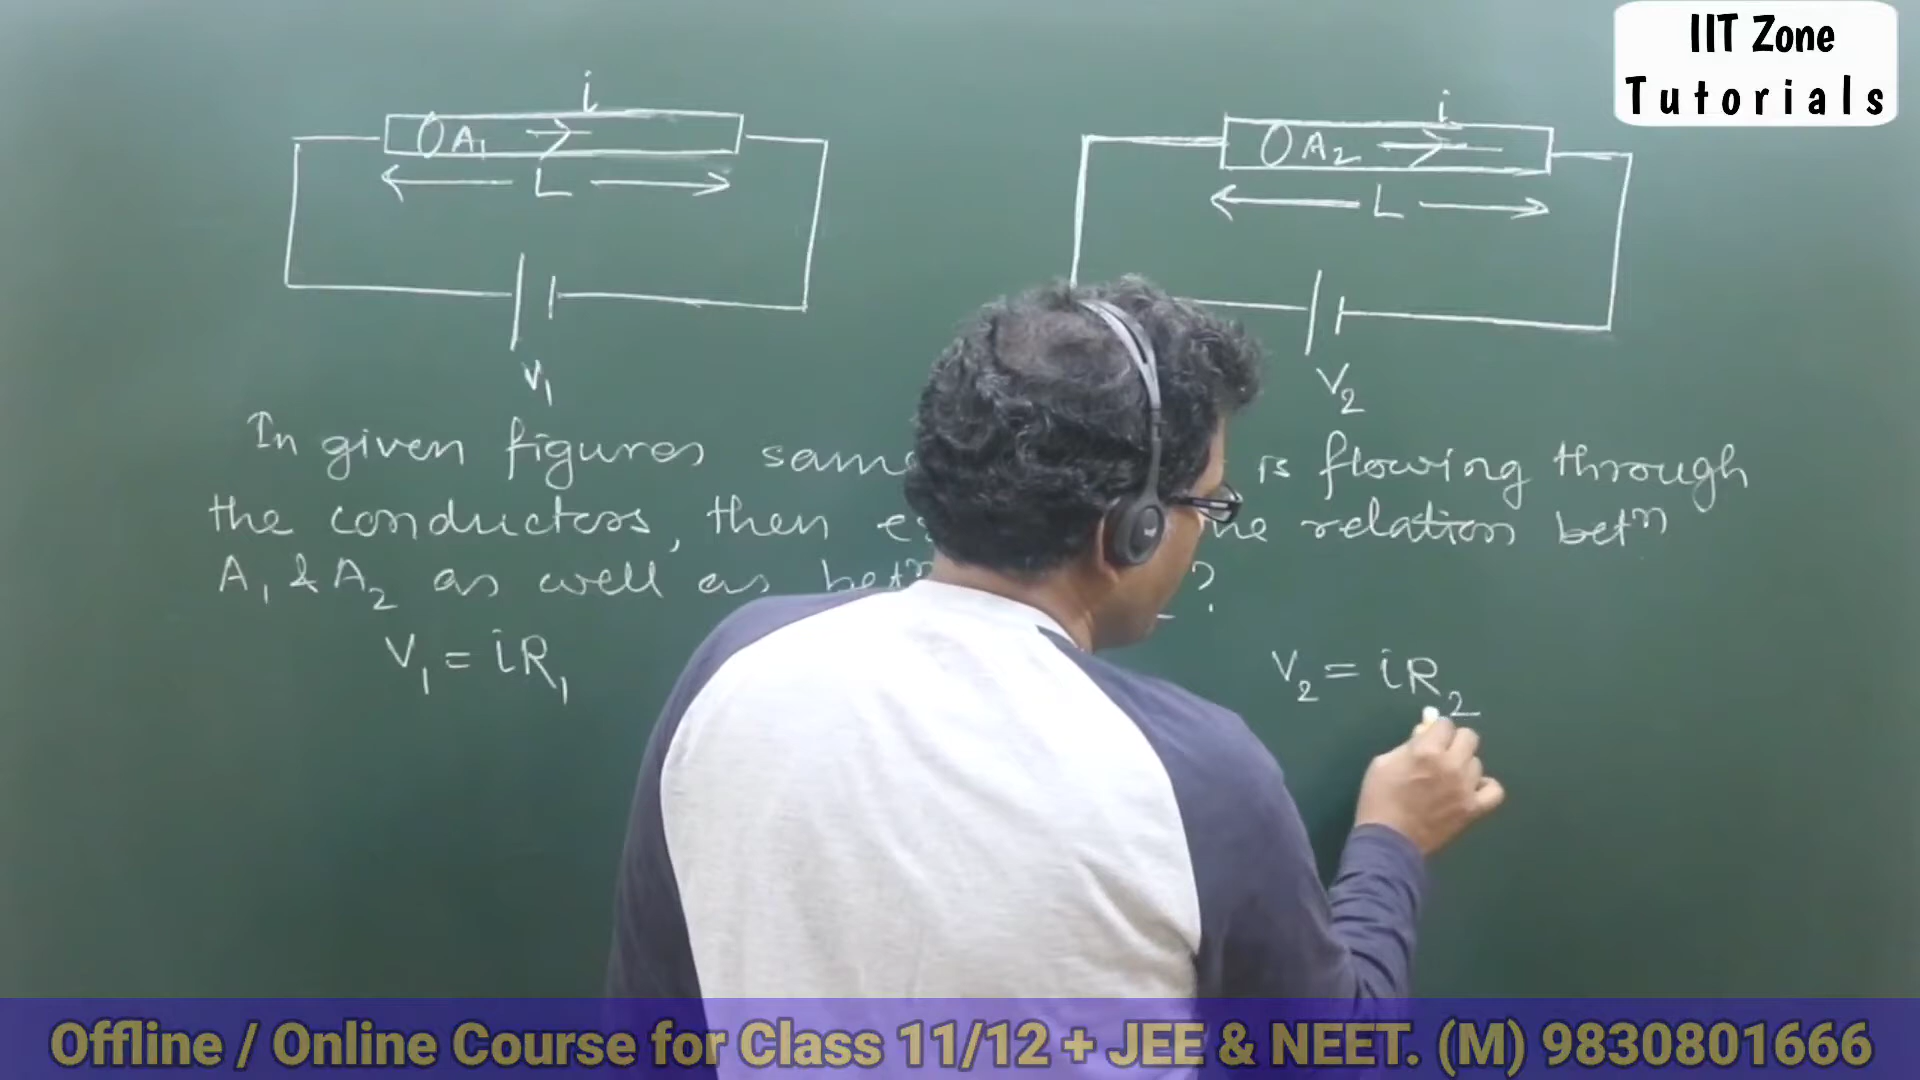 IIT Zone
Tutorials
i
A₁
L
V₁
i
A₂
L
V₂
In given figures same is flowing through
the conductors, then relation betⁿ
A₁ & A₂ as well as betⁿ ?
V₁ = iR₁
V₂ = iR₂
Offline / Online Course for Class 11/12 + JEE & NEET. (M) 9830801666